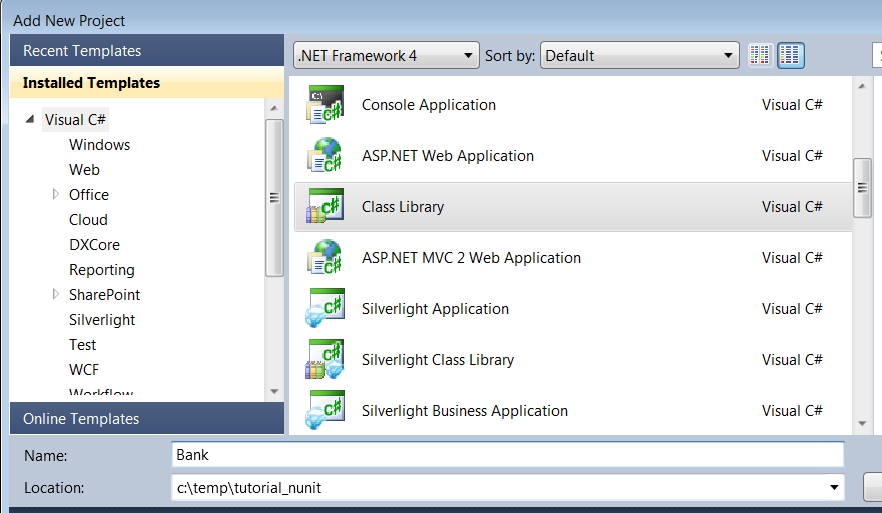 Add New Project
Recent Templates
Installed Templates
Visual C#
Windows
Web
Office
Cloud
DXCore
Reporting
SharePoint
Silverlight
Test
WCF
Workflow
Online Templates
.NET Framework 4 Sort by: Default
Console Application Visual C#
ASP.NET Web Application Visual C#
Class Library Visual C#
ASP.NET MVC 2 Web Application Visual C#
Silverlight Application Visual C#
Silverlight Class Library Visual C#
Silverlight Business Application Visual C#
Name: Bank
Location: c:\temp\tutorial_nunit